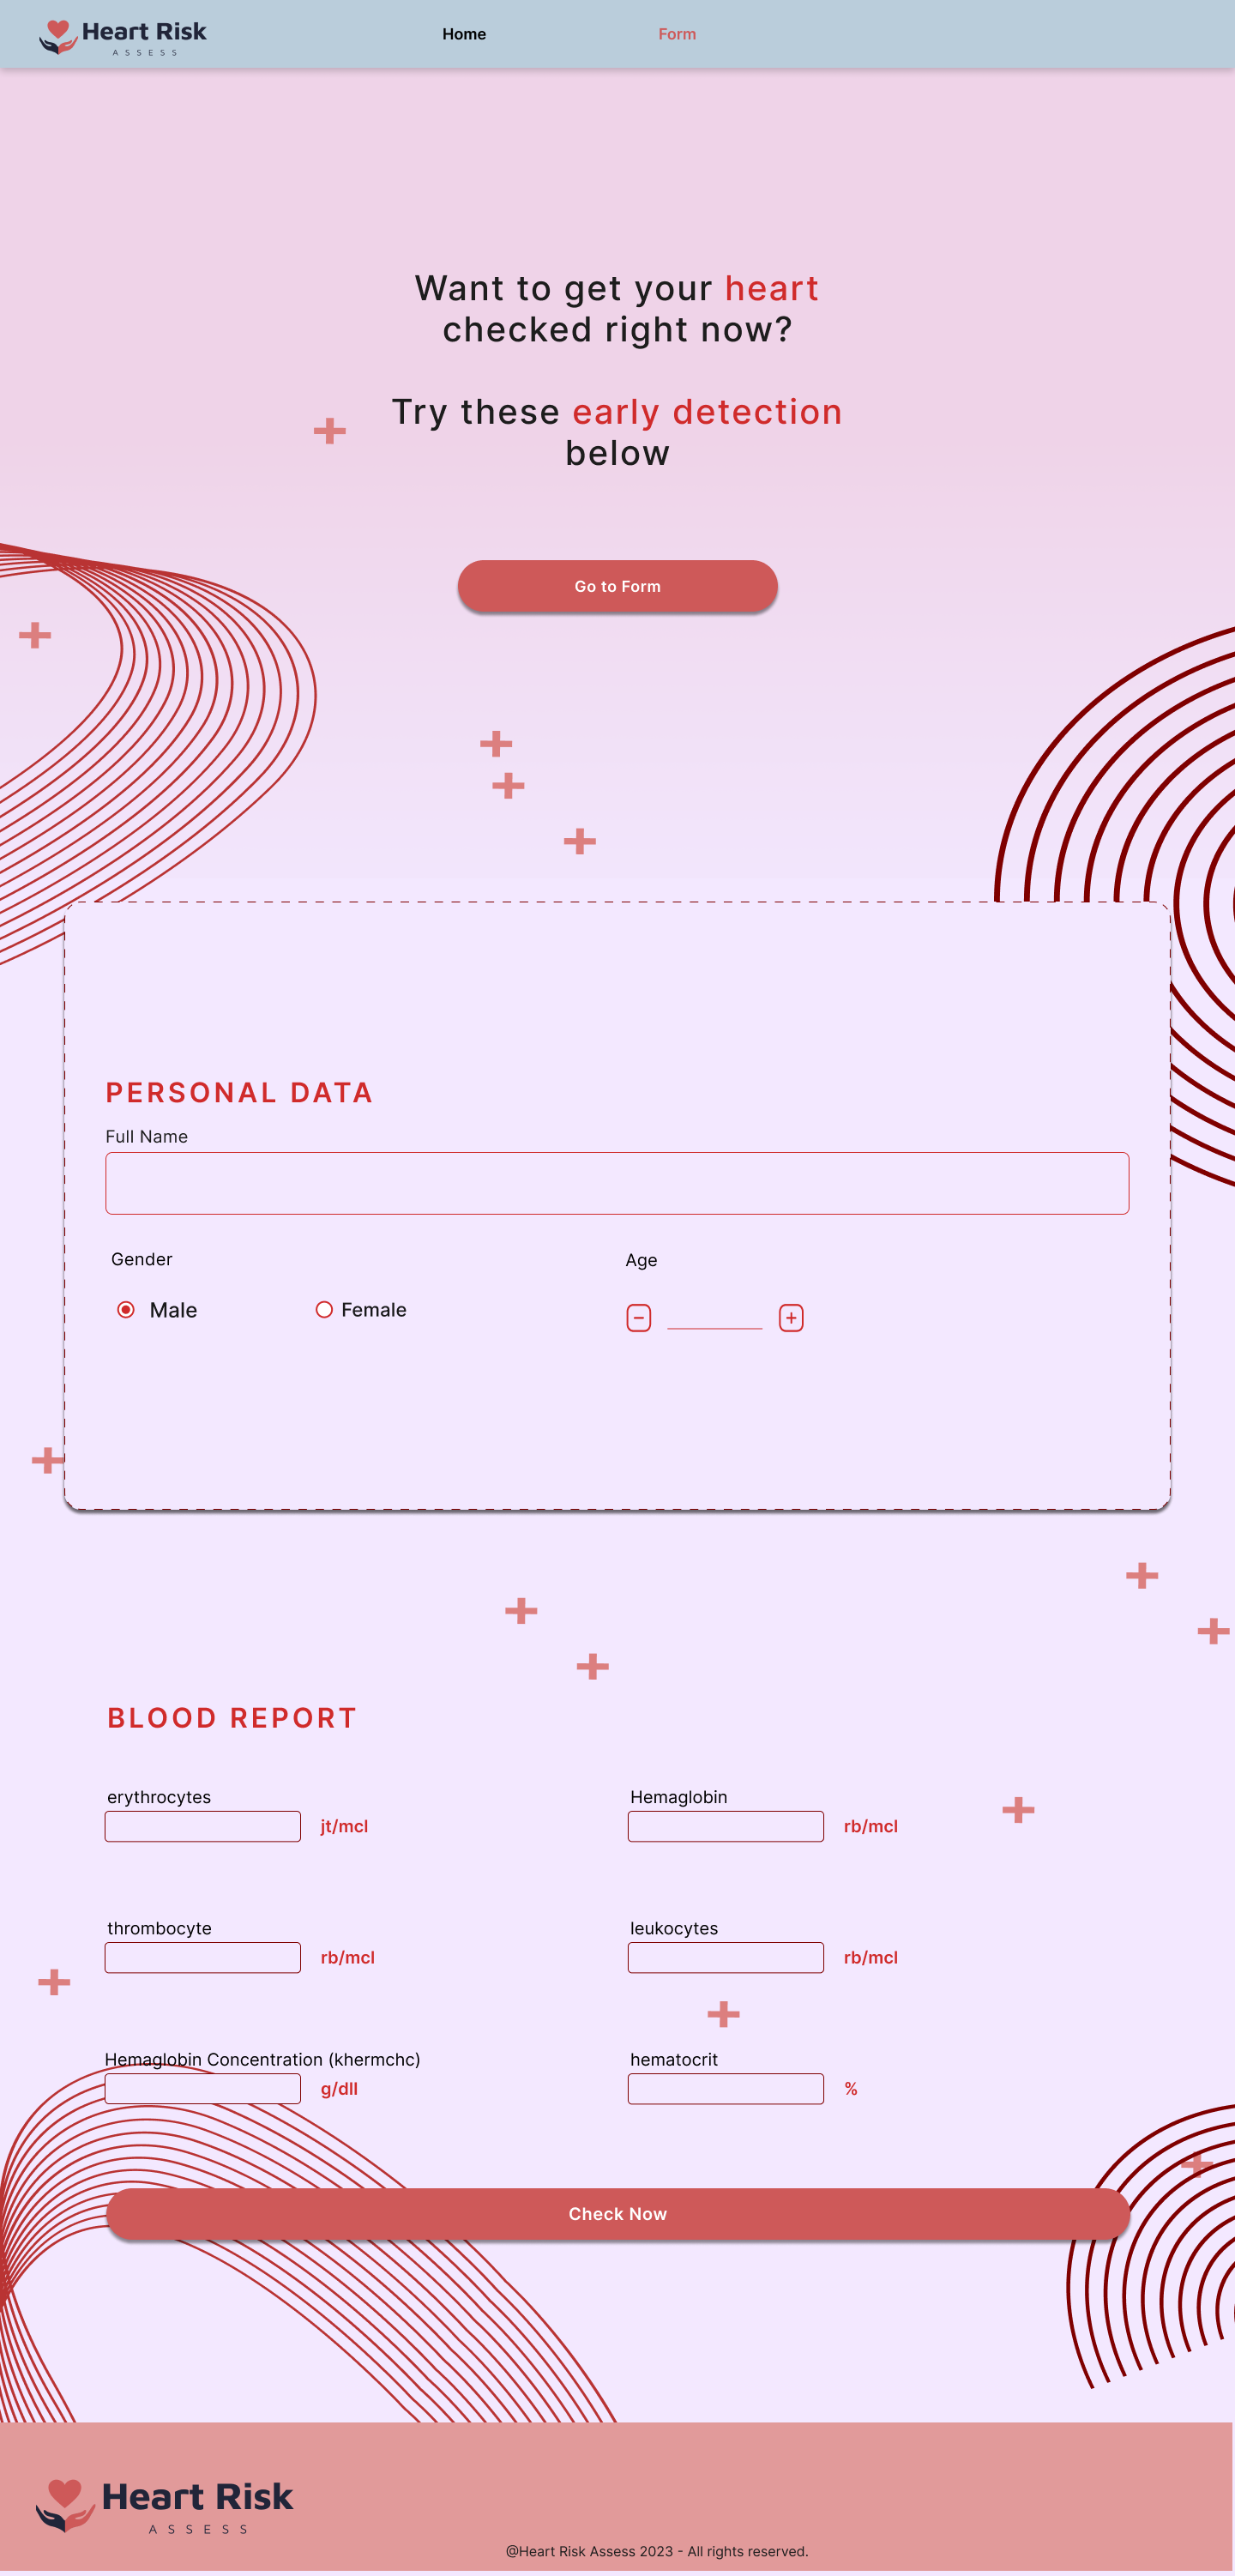 Heart Risk
ASSESS
Home
Form
Want to get your heart
checked right now?
Try these early detection
below
Go to Form
PERSONAL DATA
Full Name
Gender
Age
Male
Female
BLOOD REPORT
erythrocytes
Hemaglobin
jt/mcl
rb/mcl
thrombocyte
leukocytes
rb/mcl
rb/mcl
Hemaglobin Concentration (khermchc)
hematocrit
g/dll
%
Check Now
Heart Risk
ASSESS
@Heart Risk Assess 2023 - All rights reserved.